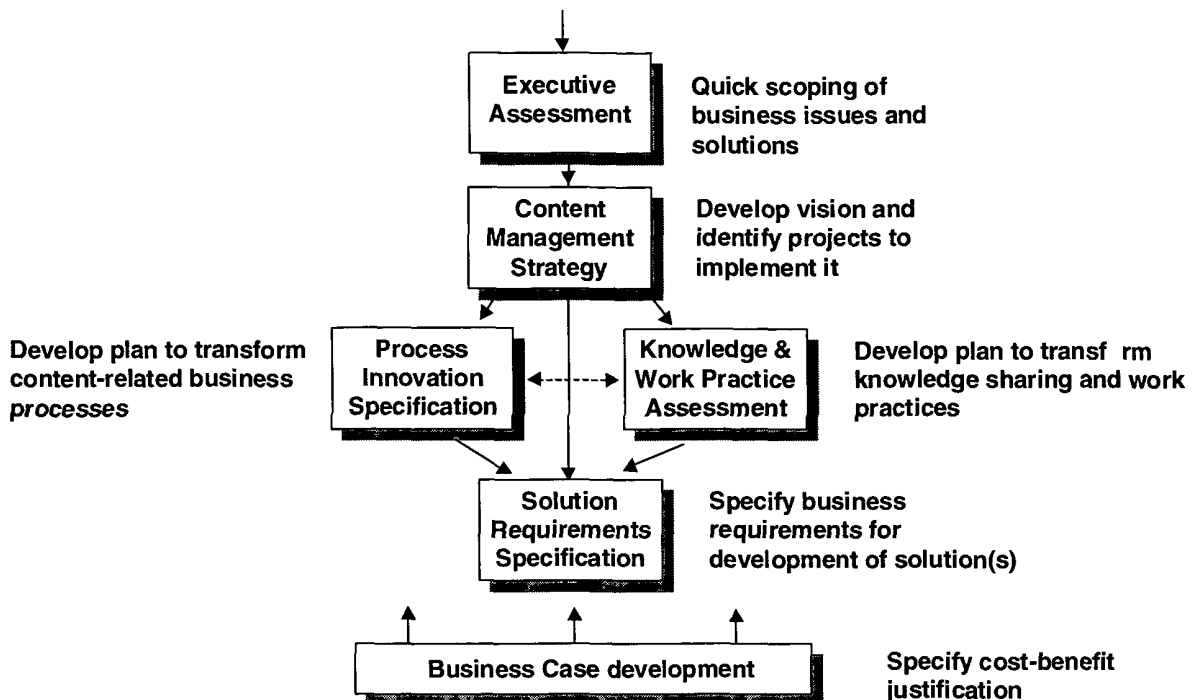 Executive
Assessment
Quick scoping of
business issues and
solutions
Content
Management
Strategy
Develop vision and
identify projects to
implement it
Develop plan to transform
content-related business
processes
Process
Innovation
Specification
Knowledge &
Work Practice
Assessment
Develop plan to transf rm
knowledge sharing and work
practices
Solution
Requirements
Specification
Specify business
requirements for
development of solution(s)
Business Case development
Specify cost-benefit
justification